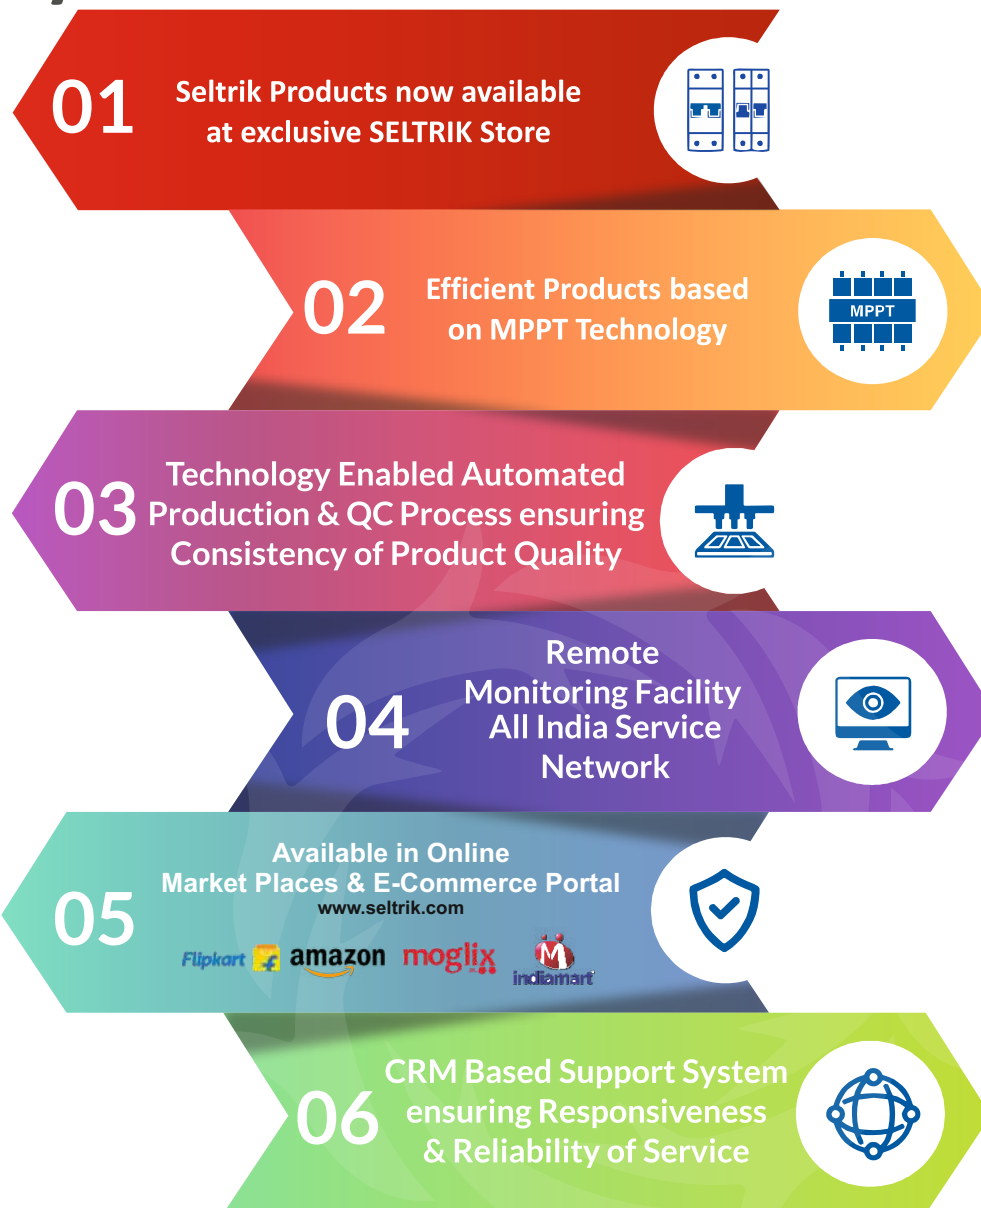 01
Seltrik Products now available
at exclusive SELTRIK Store
02
Efficient Products based
on MPPT Technology
MPPT
03
Technology Enabled Automated
Production & QC Process ensuring
Consistency of Product Quality
04
Remote
Monitoring Facility
All India Service
Network
05
Available in Online
Market Places & E-Commerce Portal
www.seltrik.com
Flipkart amazon moglix indiamart
06
CRM Based Support System
ensuring Responsiveness
& Reliability of Service